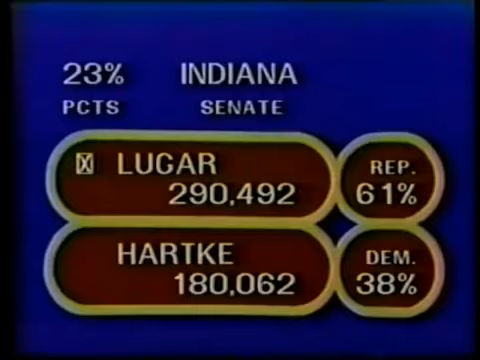 23% INDIANA
PCTS SENATE
☒ LUGAR REP.
290,492 61%
HARTKE DEM.
180,062 38%